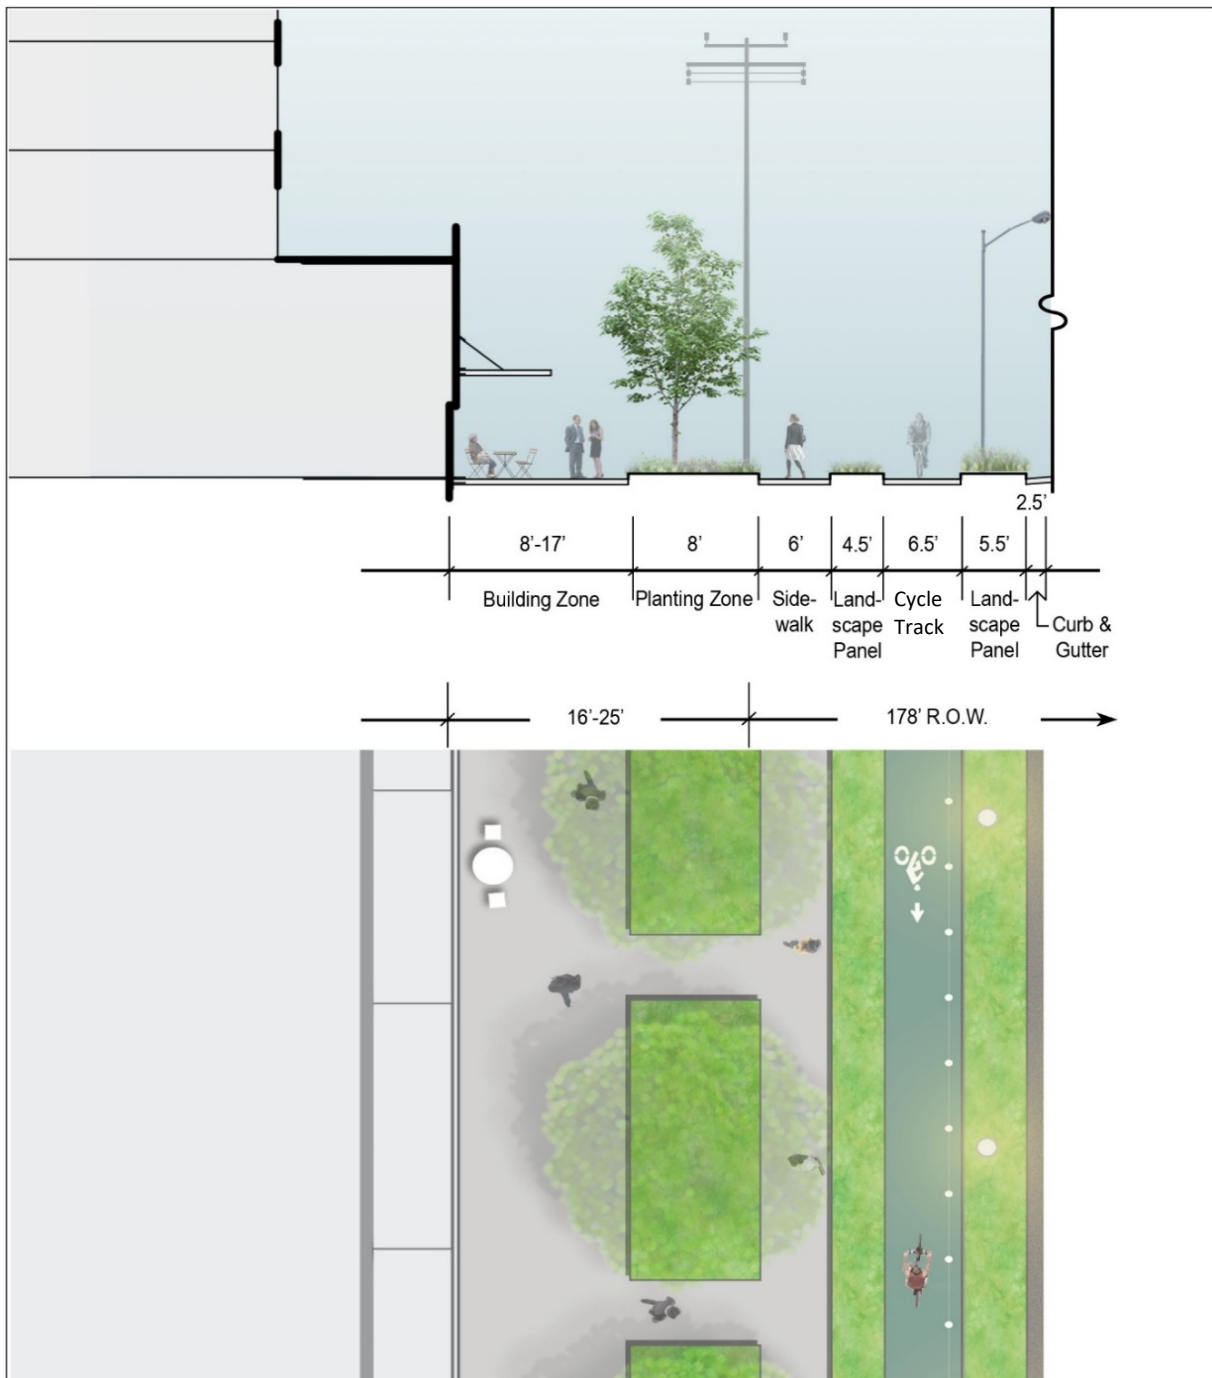 2.5’
8’-17’ 8’ 6’ 4.5’ 6.5’ 5.5’
Building Zone
Planting Zone
Side-
walk
Land-
scape
Panel
Cycle
Track
Land-
scape
Panel
Curb &
Gutter
16’-25’ 178’ R.O.W.